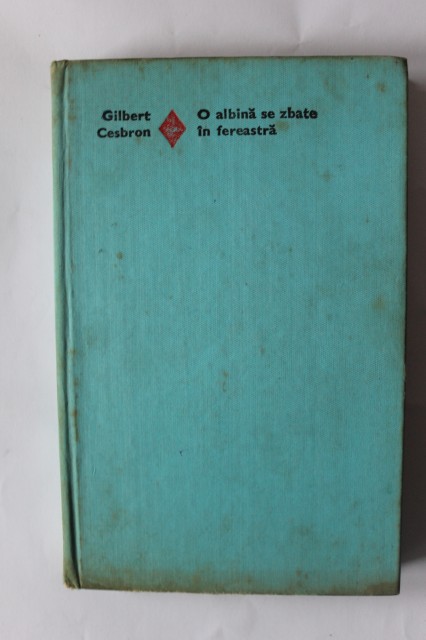 Gilbert
Cesbron
O albină se zbate
în fereastră